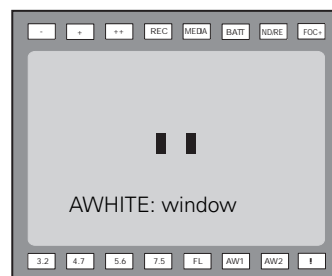 - + ++ REC MEDIA BATT ND/RE FOC+
AWHITE: window
3.2 4.7 5.6 7.5 FL AW1 AW2 !